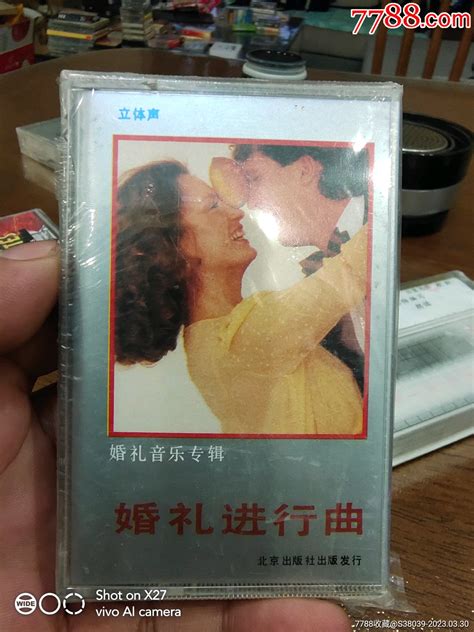 7788.com
立体声
婚礼音乐专辑
婚礼进行曲
北京出版社出版发行
WIDE
Shot on X27
vivo AI camera
7788收藏@S38039-2023.03.30